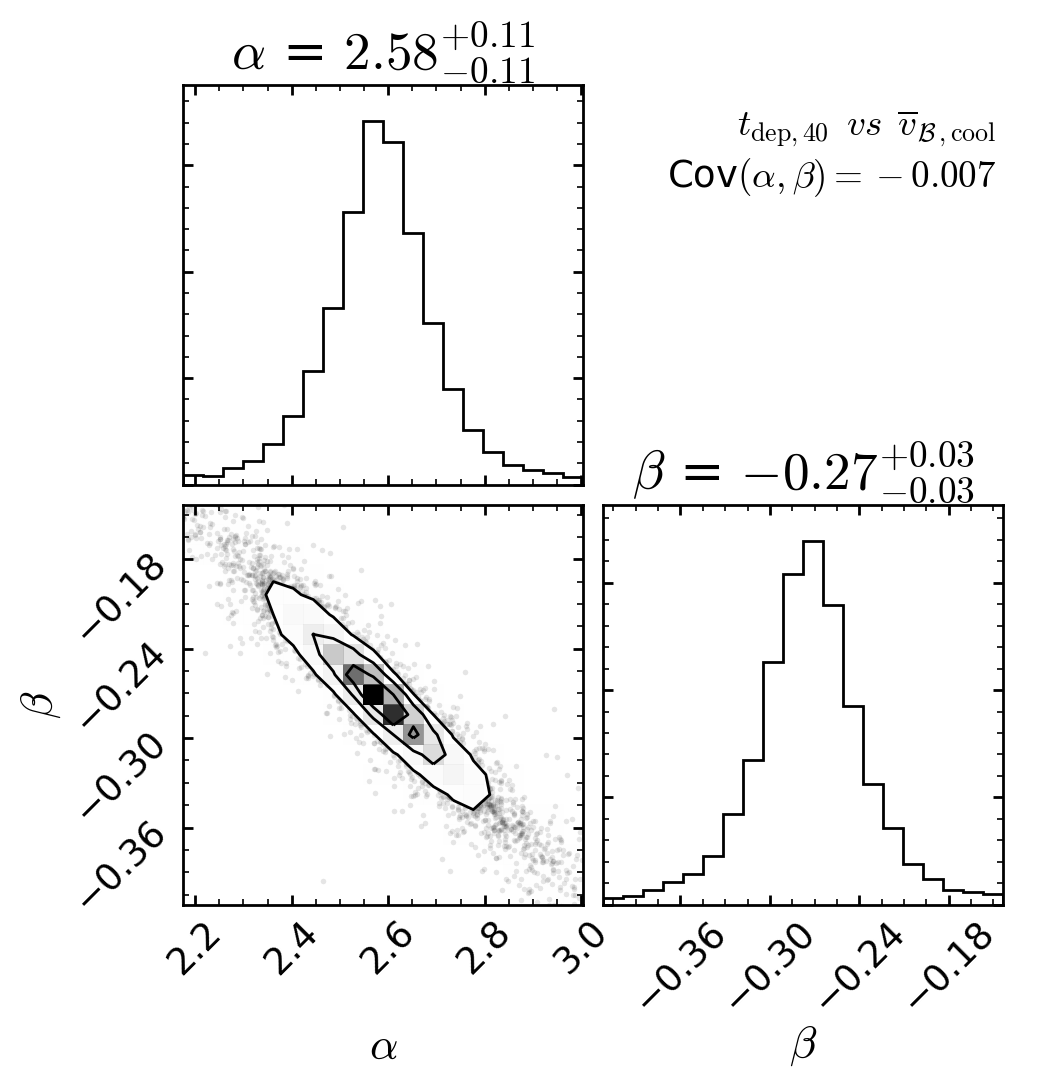 α = 2.58 +0.11 −0.11
t dep, 40 vs v̅ ℬ, cool
Cov(α, β) = − 0.007
β = −0.27 +0.03 −0.03
β
−0.18
−0.24
−0.30
−0.36
2.2 2.4 2.6 2.8 3.0
−0.36 −0.30 −0.24 −0.18
α
β